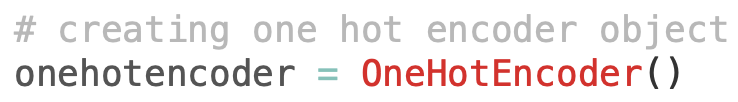 # creating one hot encoder object
onehotencoder = OneHotEncoder()